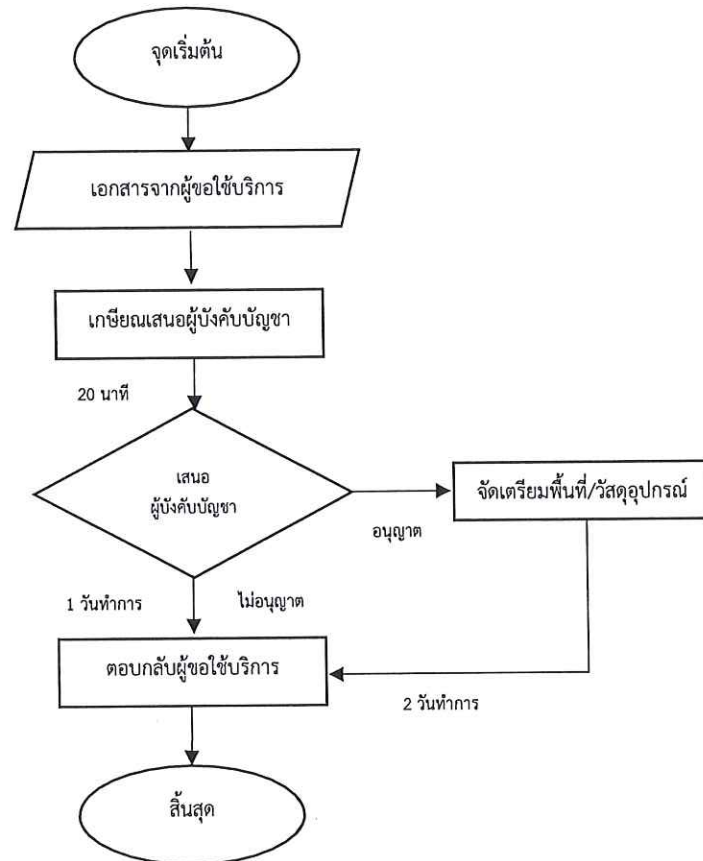 จุดเริ่มต้น
เอกสารจากผู้ขอใช้บริการ
เกษียณเสนอผู้บังคับบัญชา
20 นาที
เสนอ
ผู้บังคับบัญชา
จัดเตรียมพื้นที่/วัสดุอุปกรณ์
อนุญาต
1 วันทำการ
ไม่อนุญาต
ตอบกลับผู้ขอใช้บริการ
2 วันทำการ
สิ้นสุด